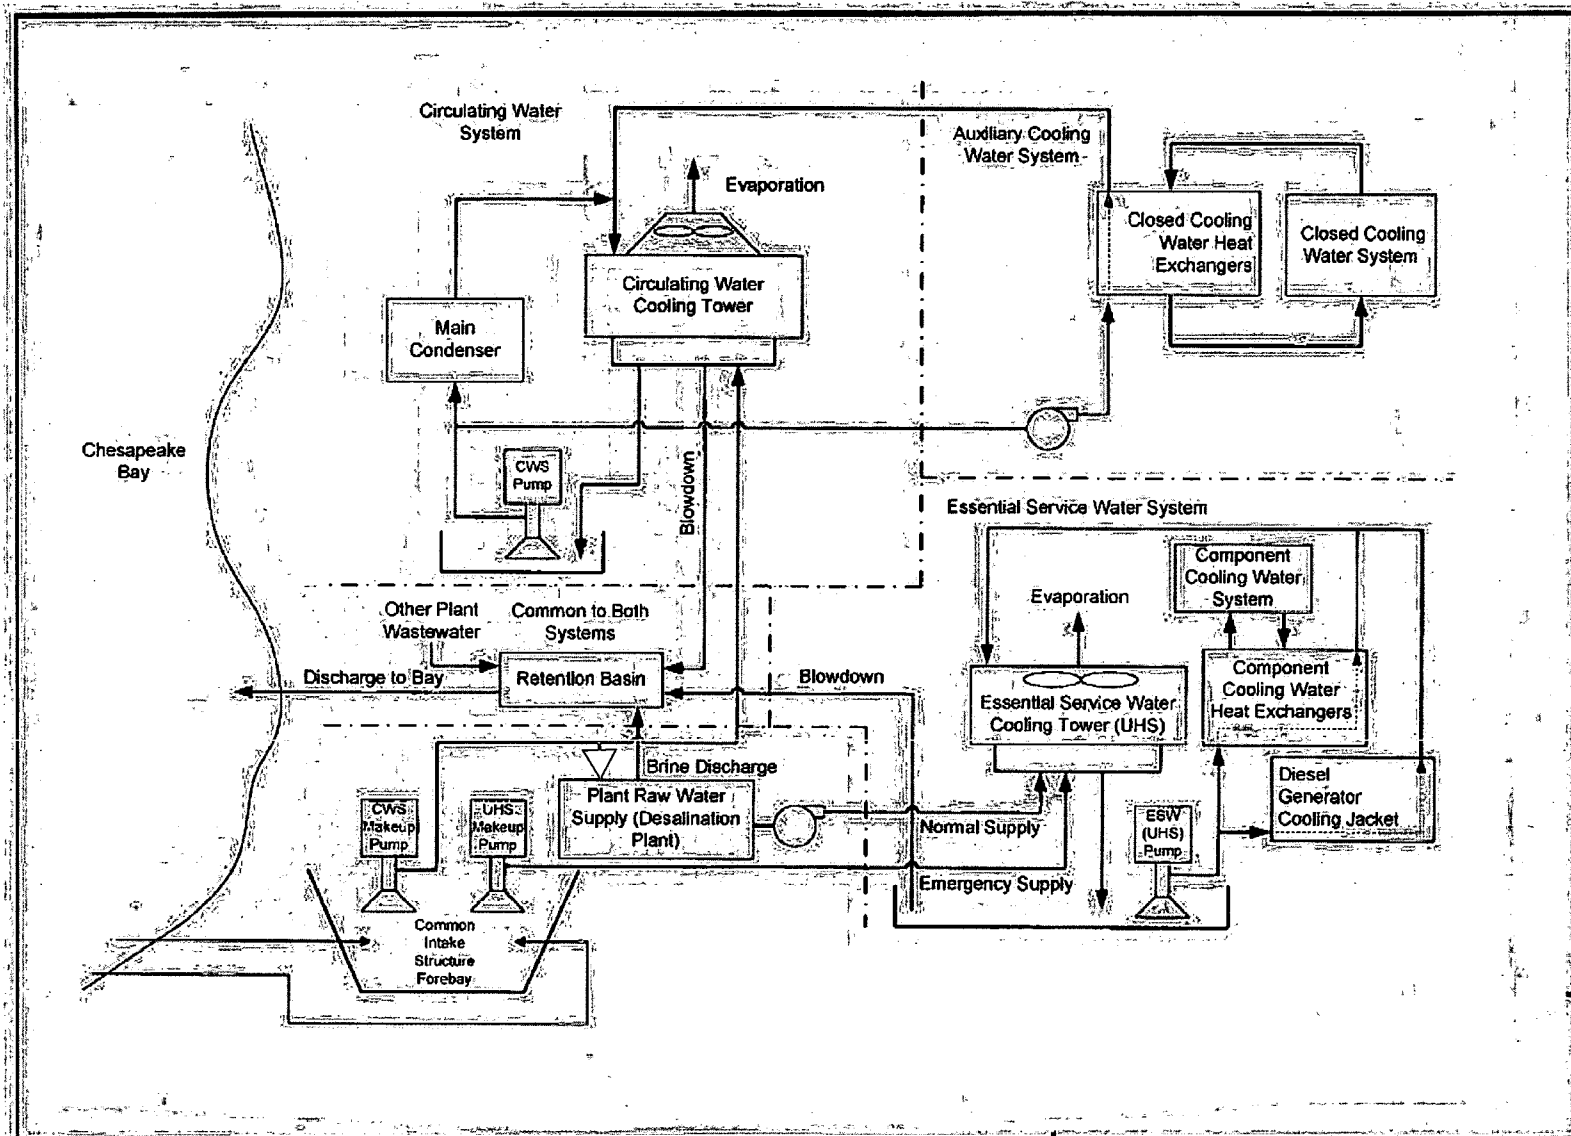 Circulating Water
System
Auxiliary Cooling
Water System
Evaporation
Closed Cooling
Water Heat
Exchangers
Closed Cooling
Water System
Circulating Water
Cooling Tower
Main
Condenser
Chesapeake
Bay
CWS
Pump
Blowdown
Essential Service Water System
Component
Cooling Water
System
Evaporation
Other Plant
Wastewater
Common to Both
Systems
Discharge to Bay
Retention Basin
Blowdown
Essential Service Water
Cooling Tower (UHS)
Component
Cooling Water
Heat Exchangers
Brine Discharge
Plant Raw Water
Supply (Desalination
Plant)
CWS
Makeup
Pump
UHS
Makeup
Pump
Normal Supply
Emergency Supply
ESW
(UHS)
Pump
Diesel
Generator
Cooling Jacket
Common
Intake
Structure
Forebay